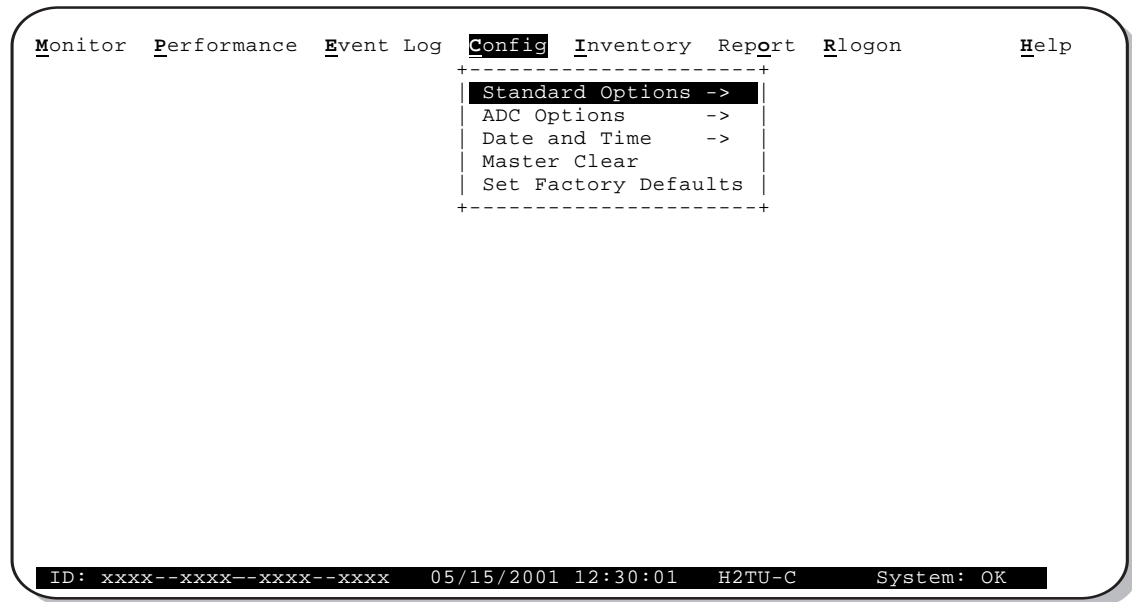 Monitor  Performance  Event Log  Config  Inventory  Report  Rlogon  Help
+----------------------+
| Standard Options ->  |
| ADC Options      ->  |
| Date and Time    ->  |
| Master Clear         |
| Set Factory Defaults |
+----------------------+
ID: xxxx--xxxx--xxxx--xxxx   05/15/2001 12:30:01   H2TU-C   System: OK